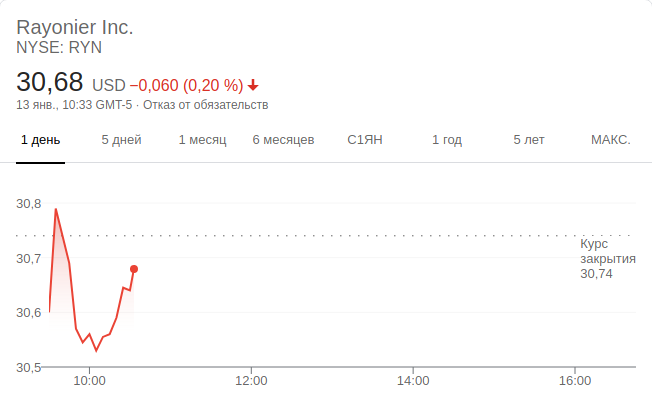 Rayonier Inc.
NYSE: RYN
30,68 USD −0,060 (0,20 %)
13 янв., 10:33 GMT-5 · Отказ от обязательств
1 день 5 дней 1 месяц 6 месяцев С1ЯН 1 год 5 лет МАКС.
30,8
Курс
закрытия
30,74
30,7
30,6
30,5
10:00 12:00 14:00 16:00